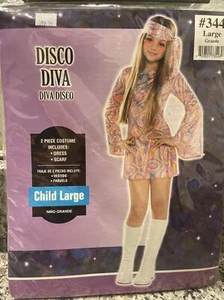 #344
Large
Grande
DISCO
DIVA
DIVA DISCO
2 PIECE COSTUME
INCLUDES:
• DRESS
• SCARF
TRAJE DE 2 PIEZAS INCLUYE:
• VESTIDO
• PAÑUELO
Child Large
NIÑO GRANDE